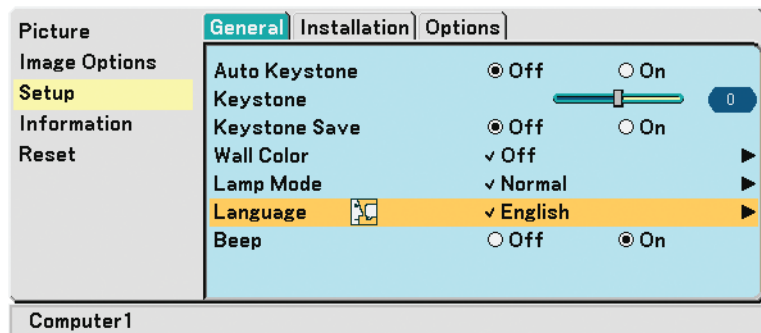 Picture
Image Options
Setup
Information
Reset
General Installation Options
Auto Keystone Off On
Keystone 0
Keystone Save Off On
Wall Color Off
Lamp Mode Normal
Language English
Beep Off On
Computer1